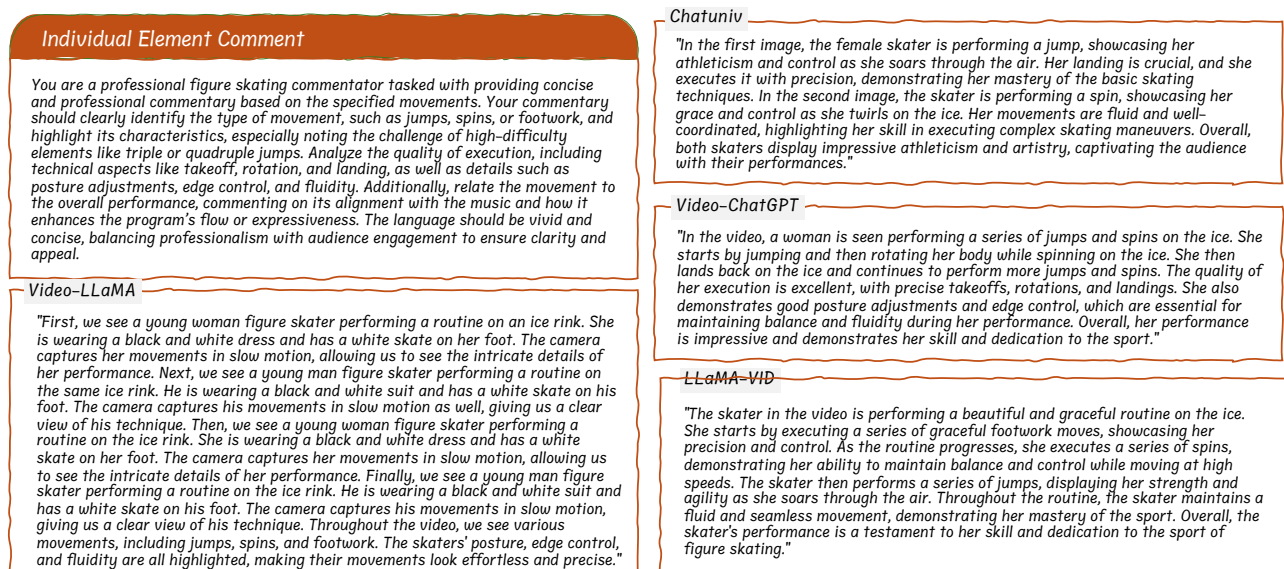 Individual Element Comment
You are a professional figure skating commentator tasked with providing concise
and professional commentary based on the specified movements. Your commentary
should clearly identify the type of movement, such as jumps, spins, or footwork, and
highlight its characteristics, especially noting the challenge of high-difficulty
elements like triple or quadruple jumps. Analyze the quality of execution, including
technical aspects like takeoff, rotation, and landing, as well as details such as
posture adjustments, edge control, and fluidity. Additionally, relate the movement to
the overall performance, commenting on its alignment with the music and how it
enhances the program's flow or expressiveness. The language should be vivid and
concise, balancing professionalism with audience engagement to ensure clarity and
appeal.
Video-LLaMA
"First, we see a young woman figure skater performing a routine on an ice rink. She
is wearing a black and white dress and has a white skate on her foot. The camera
captures her movements in slow motion, allowing us to see the intricate details of
her performance. Next, we see a young man figure skater performing a routine on
the same ice rink. He is wearing a black and white suit and has a white skate on his
foot. The camera captures his movements in slow motion as well, giving us a clear
view of his technique. Then, we see a young woman figure skater performing a
routine on the ice rink. She is wearing a black and white dress and has a white
skate on her foot. The camera captures her movements in slow motion, allowing us
to see the intricate details of her performance. Finally, we see a young man figure
skater performing a routine on the ice rink. He is wearing a black and white suit and
has a white skate on his foot. The camera captures his movements in slow motion,
giving us a clear view of his technique. Throughout the video, we see various
movements, including jumps, spins, and footwork. The skaters' posture, edge control,
and fluidity are all highlighted, making their movements look effortless and precise."
Chatuniv
"In the first image, the female skater is performing a jump, showcasing her
athleticism and control as she soars through the air. Her landing is crucial, and she
executes it with precision, demonstrating her mastery of the basic skating
techniques. In the second image, the skater is performing a spin, showcasing her
grace and control as she twirls on the ice. Her movements are fluid and well-
coordinated, highlighting her skill in executing complex skating maneuvers. Overall,
both skaters display impressive athleticism and artistry, captivating the audience
with their performances."
Video-ChatGPT
"In the video, a woman is seen performing a series of jumps and spins on the ice. She
starts by jumping and then rotating her body while spinning on the ice. She then
lands back on the ice and continues to perform more jumps and spins. The quality of
her execution is excellent, with precise takeoffs, rotations, and landings. She also
demonstrates good posture adjustments and edge control, which are essential for
maintaining balance and fluidity during her performance. Overall, her performance
is impressive and demonstrates her skill and dedication to the sport."
LLaMA-VID
"The skater in the video is performing a beautiful and graceful routine on the ice.
She starts by executing a series of graceful footwork moves, showcasing her
precision and control. As the routine progresses, she executes a series of spins,
demonstrating her ability to maintain balance and control while moving at high
speeds. The skater then performs a series of jumps, displaying her strength and
agility as she soars through the air. Throughout the routine, the skater maintains a
fluid and seamless movement, demonstrating her mastery of the sport. Overall, the
skater's performance is a testament to her skill and dedication to the sport of
figure skating."